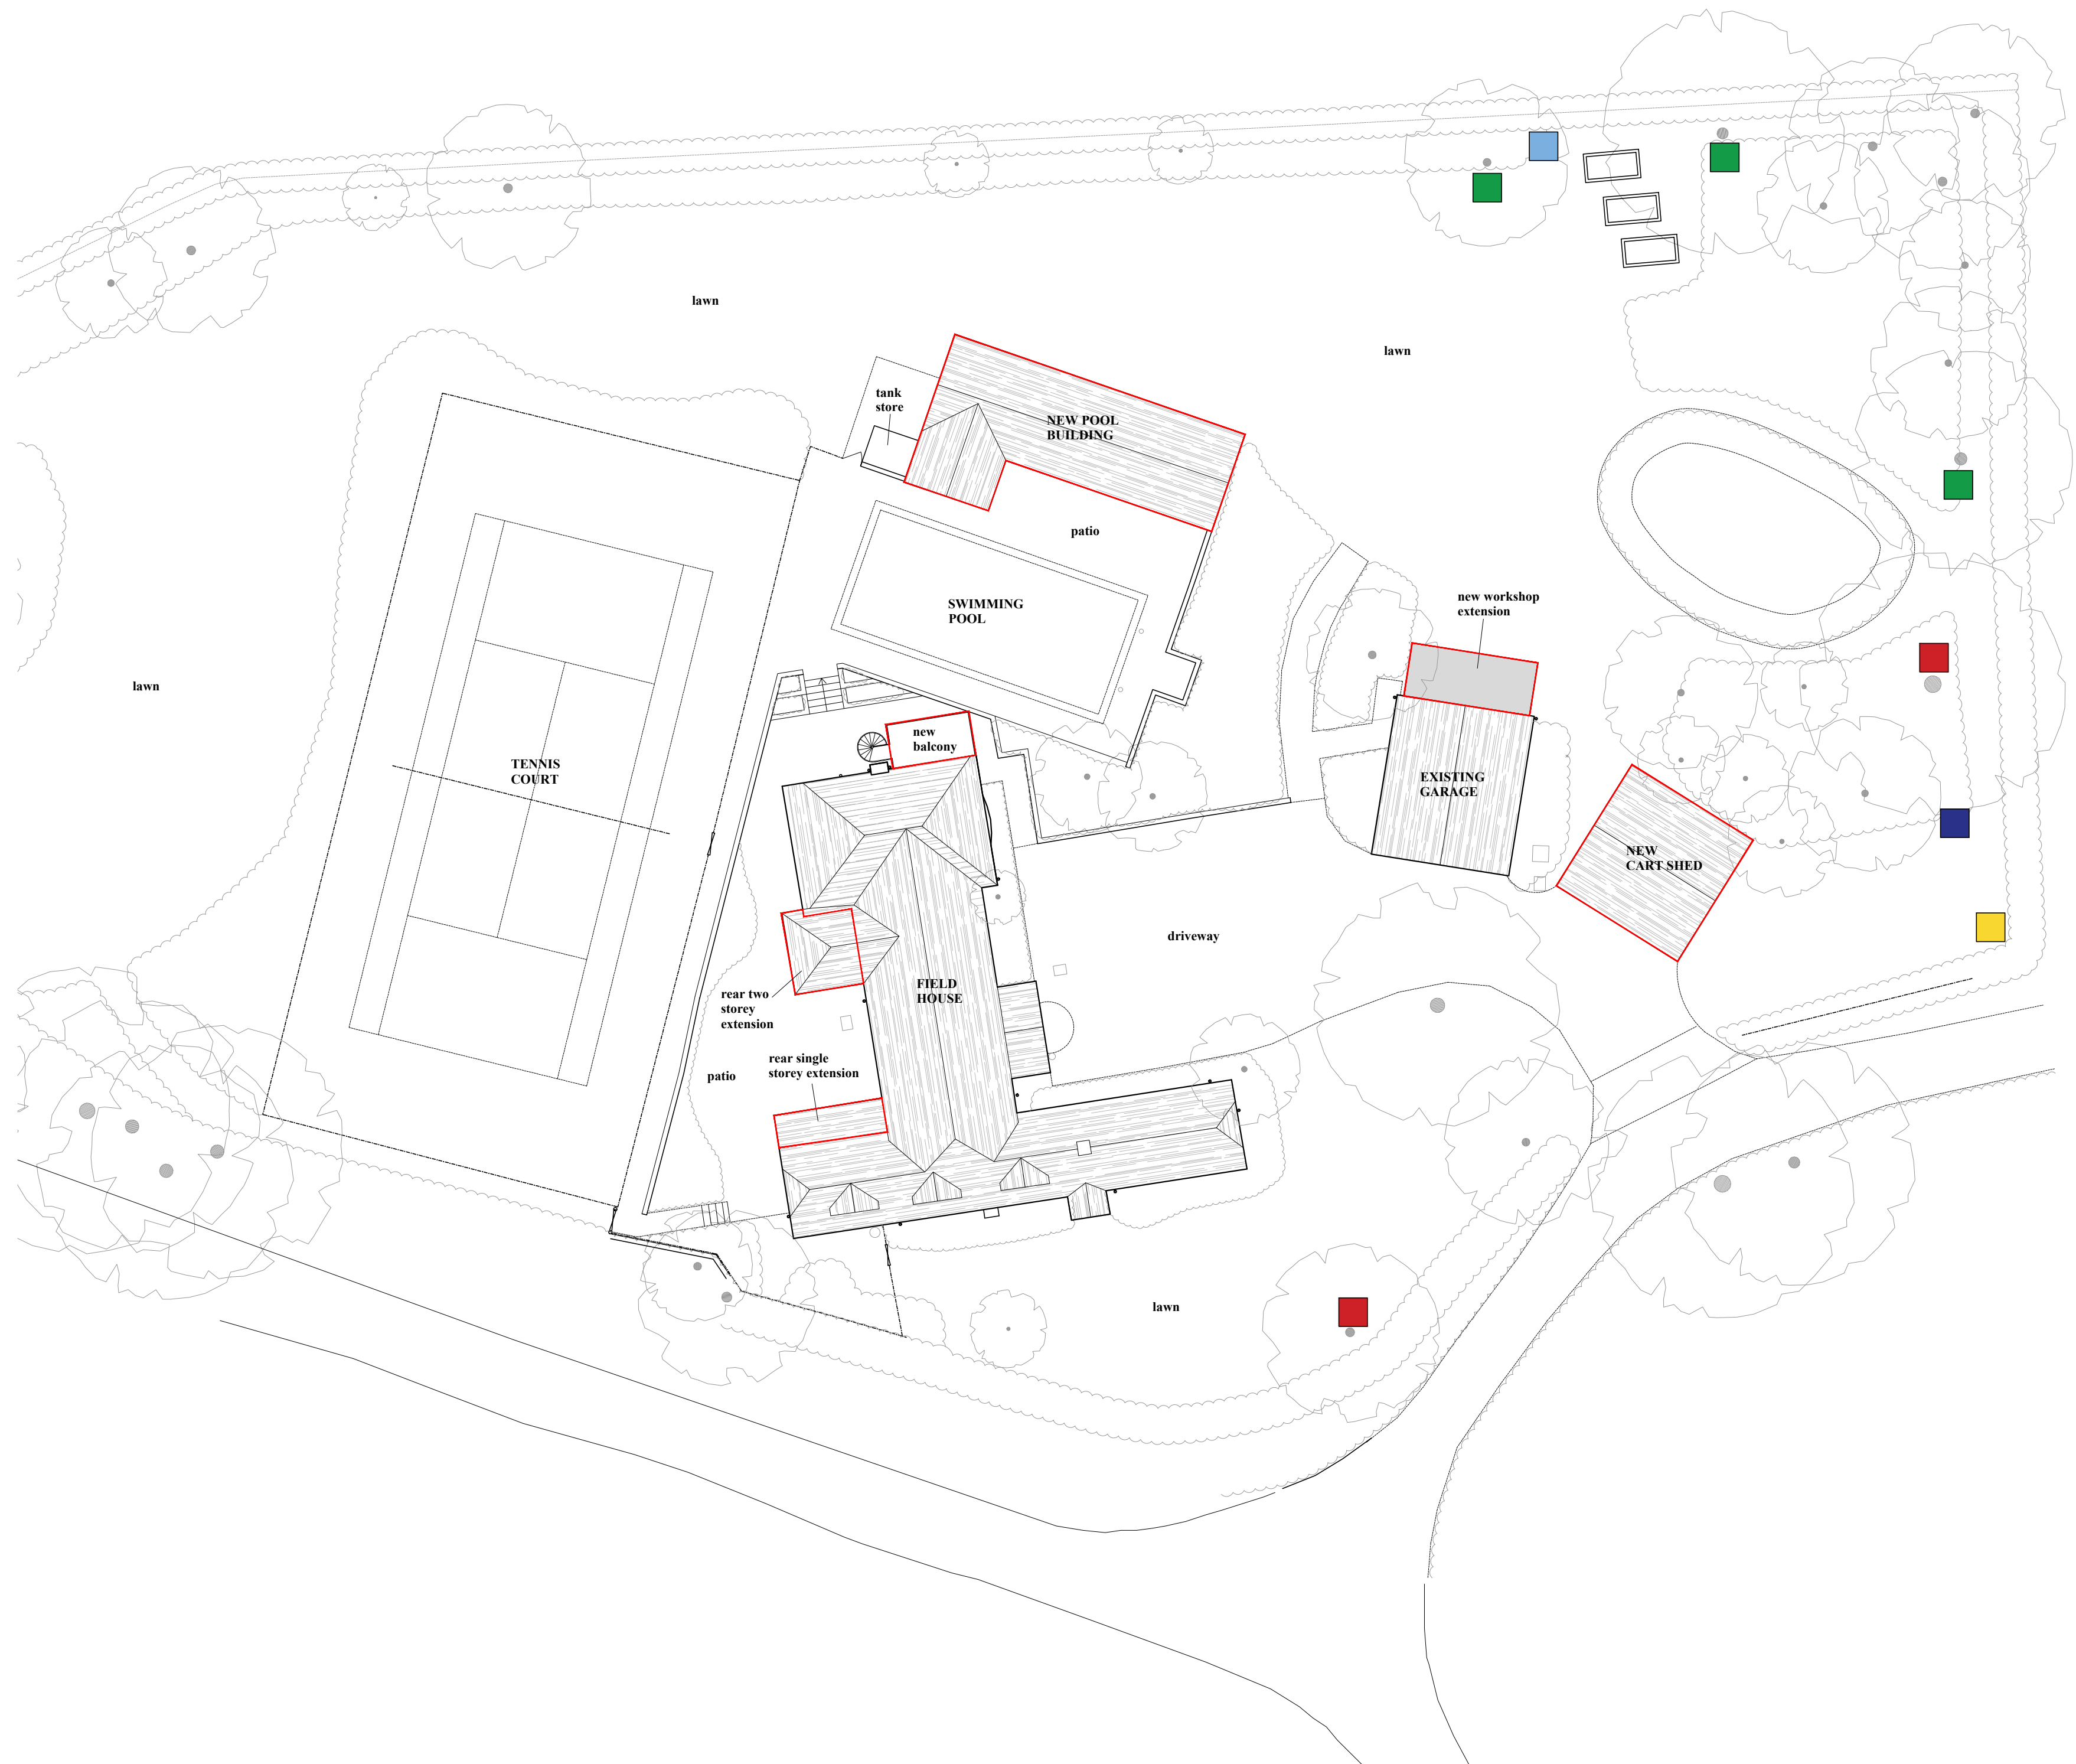 lawn
lawn
tank
store
NEW POOL
BUILDING
patio
new workshop
extension
SWIMMING
POOL
lawn
new
balcony
TENNIS
COURT
EXISTING
GARAGE
NEW
CART SHED
driveway
FIELD
HOUSE
rear two
storey
extension
rear single
storey extension
patio
lawn